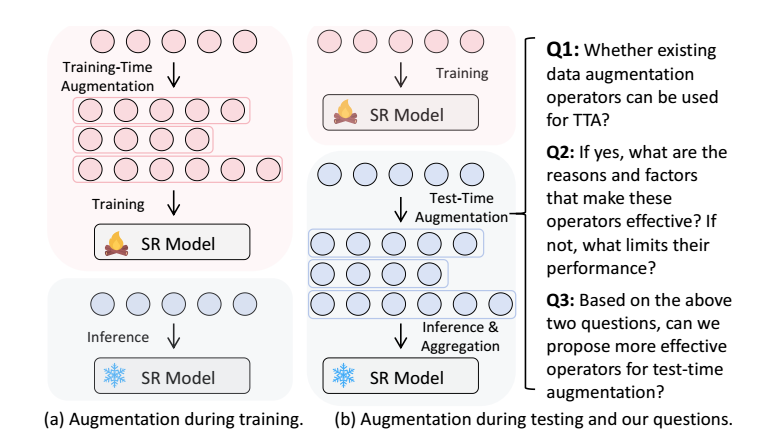 Training-Time
Augmentation
Training
SR Model
Inference
SR Model
(a) Augmentation during training.
Training
SR Model
Test-Time
Augmentation
Inference &
Aggregation
SR Model
(b) Augmentation during testing and our questions.
Q1: Whether existing
data augmentation
operators can be used
for TTA?
Q2: If yes, what are the
reasons and factors
that make these
operators effective? If
not, what limits their
performance?
Q3: Based on the above
two questions, can we
propose more effective
operators for test-time
augmentation?